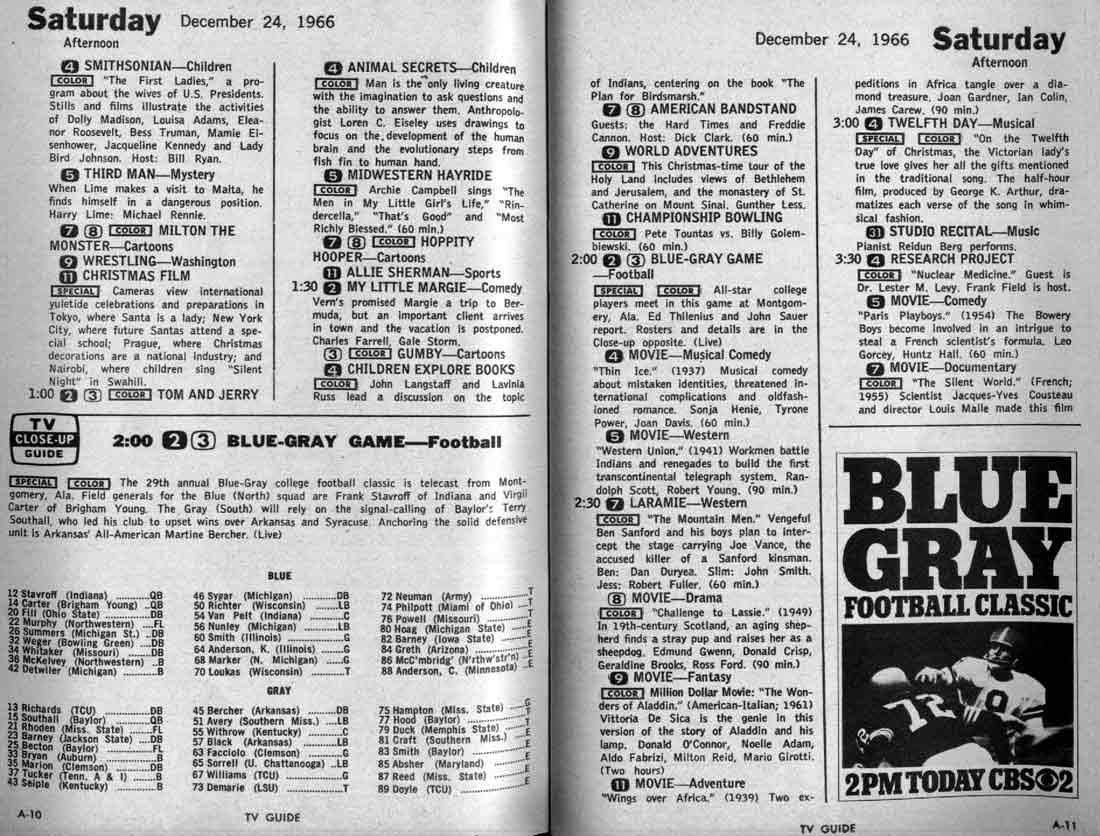 Saturday December 24, 1966
Afternoon
4 SMITHSONIAN—Children
COLOR "The First Ladies," a pro-
gram about the wives of U.S. Presidents.
Stills and films illustrate the activities
of Dolly Madison, Louisa Adams, Elea-
nor Roosevelt, Bess Truman, Mamie Ei-
senhower, Jacqueline Kennedy and Lady
Bird Johnson. Host: Bill Ryan.
5 THIRD MAN—Mystery
When Lime makes a visit to Malta, he
finds himself in a dangerous position.
Harry Lime: Michael Rennie.
7 8 COLOR MILTON THE
MONSTER—Cartoons
9 WRESTLING—Washington
11 CHRISTMAS FILM
SPECIAL Cameras view international
yuletide celebrations and preparations in
Tokyo, where Santa is a lady; New York
City, where future Santas attend a spe-
cial school; Prague, where Christmas
decorations are a national industry; and
Nairobi, where children sing "Silent
Night" in Swahili.
1:00 2 3 COLOR TOM AND JERRY
4 ANIMAL SECRETS—Children
COLOR Man is the only living creature
with the imagination to ask questions and
the ability to answer them. Anthropolo-
gist Loren C. Eiseley uses drawings to
focus on the development of the human
brain and the evolutionary steps from
fish fin to human hand.
5 MIDWESTERN HAYRIDE
COLOR Archie Campbell sings "The
Men in My Little Girl's Life," "Rin-
dercella," "That's Good" and "Most
Richly Blessed." (60 min.)
7 8 COLOR HOPPITY
HOOPER—Cartoons
11 ALLIE SHERMAN—Sports
1:30 2 MY LITTLE MARGIE—Comedy
Vern's promised Margie a trip to Ber-
muda, but an important client arrives
in town and the vacation is postponed.
Charles Farrell, Gale Storm.
3 COLOR GUMBY—Cartoons
4 CHILDREN EXPLORE BOOKS
COLOR John Langstaff and Lavinia
Russ lead a discussion on the topic
TV
CLOSE-UP
GUIDE
2:00 2 3 BLUE-GRAY GAME—Football
SPECIAL COLOR The 29th annual Blue-Gray college football classic is telecast from Mont-
gomery, Ala. Field generals for the Blue (North) squad are Frank Stavroff of Indiana and Virgil
Carter of Brigham Young. The Gray (South) will rely on the signal-calling of Baylor's Terry
Southall, who led his club to upset wins over Arkansas and Syracuse. Anchoring the solid defensive
unit is Arkansas' All-American Martine Bercher. (Live)
BLUE
12 Stavroff (Indiana) ............QB
14 Carter (Brigham Young) ..QB
20 Fill (Ohio State) ..............DB
22 Murphy (Northwestern) ....FL
26 Summers (Michigan St.) ..DB
32 Weger (Bowling Green) ....DB
34 Whitaker (Missouri) ..........DB
36 McKelvey (Northwestern) ..B
42 Detwiler (Michigan) ..........B
46 Sygar (Michigan) ............DB
50 Richter (Wisconsin) ..........LB
54 Van Pelt (Indiana) ............C
56 Nunley (Michigan) ............LB
60 Smith (Illinois) ................G
64 Anderson, K. (Illinois) ......G
68 Marker (N. Michigan) ......G
70 Loukas (Wisconsin) ..........T
72 Neuman (Army) ..............T
74 Philpott (Miami of Ohio) ..T
76 Powell (Missouri) ............E
80 Hoag (Michigan State) ......E
82 Barney (Iowa State) ..........E
84 Greth (Arizona) ................E
86 McC'mbridg' (N'rthw'str'n) ..E
88 Anderson, C. (Minnesota) ..E
GRAY
13 Richards (TCU) ................DB
15 Southall (Baylor) ..............QB
21 Rhoden (Miss. State) ........FL
23 Barney (Jackson State) ....DB
25 Becton (Baylor) ................FL
33 Bryan (Auburn) ................B
35 Marion (Clemson) ............DB
37 Tucker (Tenn. A & I) ........B
43 Seiple (Kentucky) ............B
45 Bercher (Arkansas) ..........DB
51 Avery (Southern Miss.) ....LB
55 Withrow (Kentucky) ..........C
57 Black (Arkansas) ..............LB
63 Facciolo (Clemson) ..........G
65 Sorrell (U. Chattanooga) ..LB
67 Williams (TCU) ................G
73 Demarie (LSU) ................T
75 Hampton (Miss. State) ......G
77 Hood (Baylor) ..................T
79 Duck (Memphis State) ......T
81 Craft (Southern Miss.) ......E
83 Smith (Baylor) ................E
85 Absher (Maryland) ............E
87 Reed (Miss. State) ............E
89 Doyle (TCU) ....................E
A-10
TV GUIDE
December 24, 1966 Saturday
Afternoon
of Indians, centering on the book "The
Plan for Birdsmarsh."
7 8 AMERICAN BANDSTAND
Guests: the Hard Times and Freddie
Cannon. Host: Dick Clark. (60 min.)
9 WORLD ADVENTURES
COLOR This Christmas-time tour of the
Holy Land includes views of Bethlehem
and Jerusalem, and the monastery of St.
Catherine on Mount Sinai. Gunther Less.
11 CHAMPIONSHIP BOWLING
COLOR Pete Tountas vs. Billy Golem-
biewski. (60 min.)
2:00 2 3 BLUE-GRAY GAME
—Football
SPECIAL COLOR All-star college
players meet in this game at Montgom-
ery, Ala. Ed Thilenius and John Sauer
report. Rosters and details are in the
Close-up opposite. (Live)
4 MOVIE—Musical Comedy
"Thin Ice." (1937) Musical comedy
about mistaken identities, threatened in-
ternational complications and oldfash-
ioned romance. Sonja Henie, Tyrone
Power, Joan Davis. (60 min.)
5 MOVIE—Western
"Western Union." (1941) Workmen battle
Indians and renegades to build the first
transcontinental telegraph system. Ran-
dolph Scott, Robert Young. (90 min.)
2:30 7 LARAMIE—Western
COLOR "The Mountain Men." Vengeful
Ben Sanford and his boys plan to inter-
cept the stage carrying Joe Vance, the
accused killer of a Sanford kinsman.
Ben: Dan Duryea. Slim: John Smith.
Jess: Robert Fuller. (60 min.)
8 MOVIE—Drama
COLOR "Challenge to Lassie." (1949)
In 19th-century Scotland, an aging shep-
herd finds a stray pup and raises her as a
sheepdog. Edmund Gwenn, Donald Crisp,
Geraldine Brooks, Ross Ford. (90 min.)
9 MOVIE—Fantasy
COLOR Million Dollar Movie: "The Won-
ders of Aladdin." (American-Italian; 1961)
Vittoria De Sica is the genie in this
version of the story of Aladdin and his
lamp. Donald O'Connor, Noelle Adam,
Aldo Fabrizi, Milton Reid, Mario Girotti.
(Two hours)
11 MOVIE—Adventure
"Wings over Africa." (1939) Two ex-
peditions in Africa tangle over a dia-
mond treasure. Joan Gardner, Ian Colin,
James Carew. (90 min.)
3:00 4 TWELFTH DAY—Musical
SPECIAL COLOR "On the Twelfth
Day" of Christmas, the Victorian lady's
true love gives her all the gifts mentioned
in the traditional song. The half-hour
film, produced by George K. Arthur, dra-
matizes each verse of the song in whim-
sical fashion.
31 STUDIO RECITAL—Music
Pianist Reidun Berg performs.
3:30 4 RESEARCH PROJECT
COLOR "Nuclear Medicine." Guest is
Dr. Lester M. Levy. Frank Field is host.
5 MOVIE—Comedy
"Paris Playboys." (1954) The Bowery
Boys become involved in an intrigue to
steal a French scientist's formula. Leo
Gorcey, Huntz Hall. (60 min.)
7 MOVIE—Documentary
COLOR "The Silent World." (French;
1955) Scientist Jacques-Yves Cousteau
and director Louis Malle made this film
BLUE
GRAY
FOOTBALL CLASSIC
72
2PM TODAY CBS 2
TV GUIDE
A-11